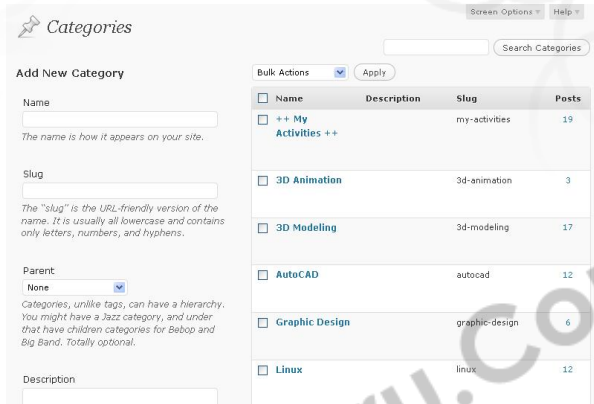 Screen Options Help
Categories
Search Categories
Add New Category
Name
The name is how it appears on your site.
Slug
The "slug" is the URL-friendly version of the
name. It is usually all lowercase and contains
only letters, numbers, and hyphens.
Parent
None
Categories, unlike tags, can have a hierarchy.
You might have a Jazz category, and under
that have children categories for Bebop and
Big Band. Totally optional.
Description
Bulk Actions Apply
Name Description Slug Posts
++ My my-activities 19
Activities ++
3D Animation 3d-animation 3
3D Modeling 3d-modeling 17
AutoCAD autocad 12
Graphic Design graphic-design 6
Linux linux 12